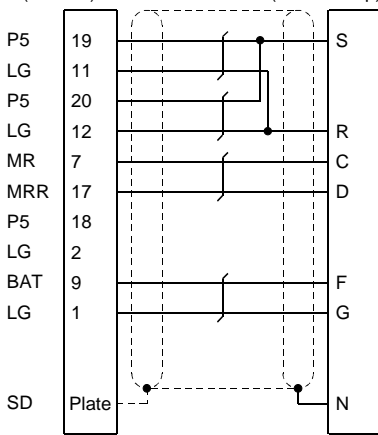 P5 19 S
LG 11
P5 20
LG 12 R
MR 7 C
MRR 17 D
P5 18
LG 2
BAT 9 F
LG 1 G
SD Plate N